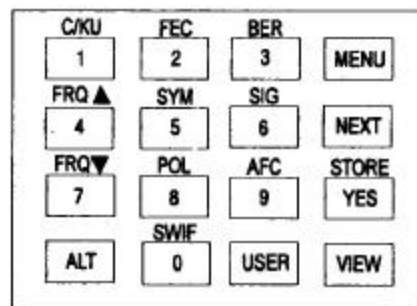 C/KU FEC BER
1 2 3 MENU
FRQ ▲ SYM SIG
4 5 6 NEXT
FRQ▼ POL AFC STORE
7 8 9 YES
SWIF
ALT 0 USER VIEW